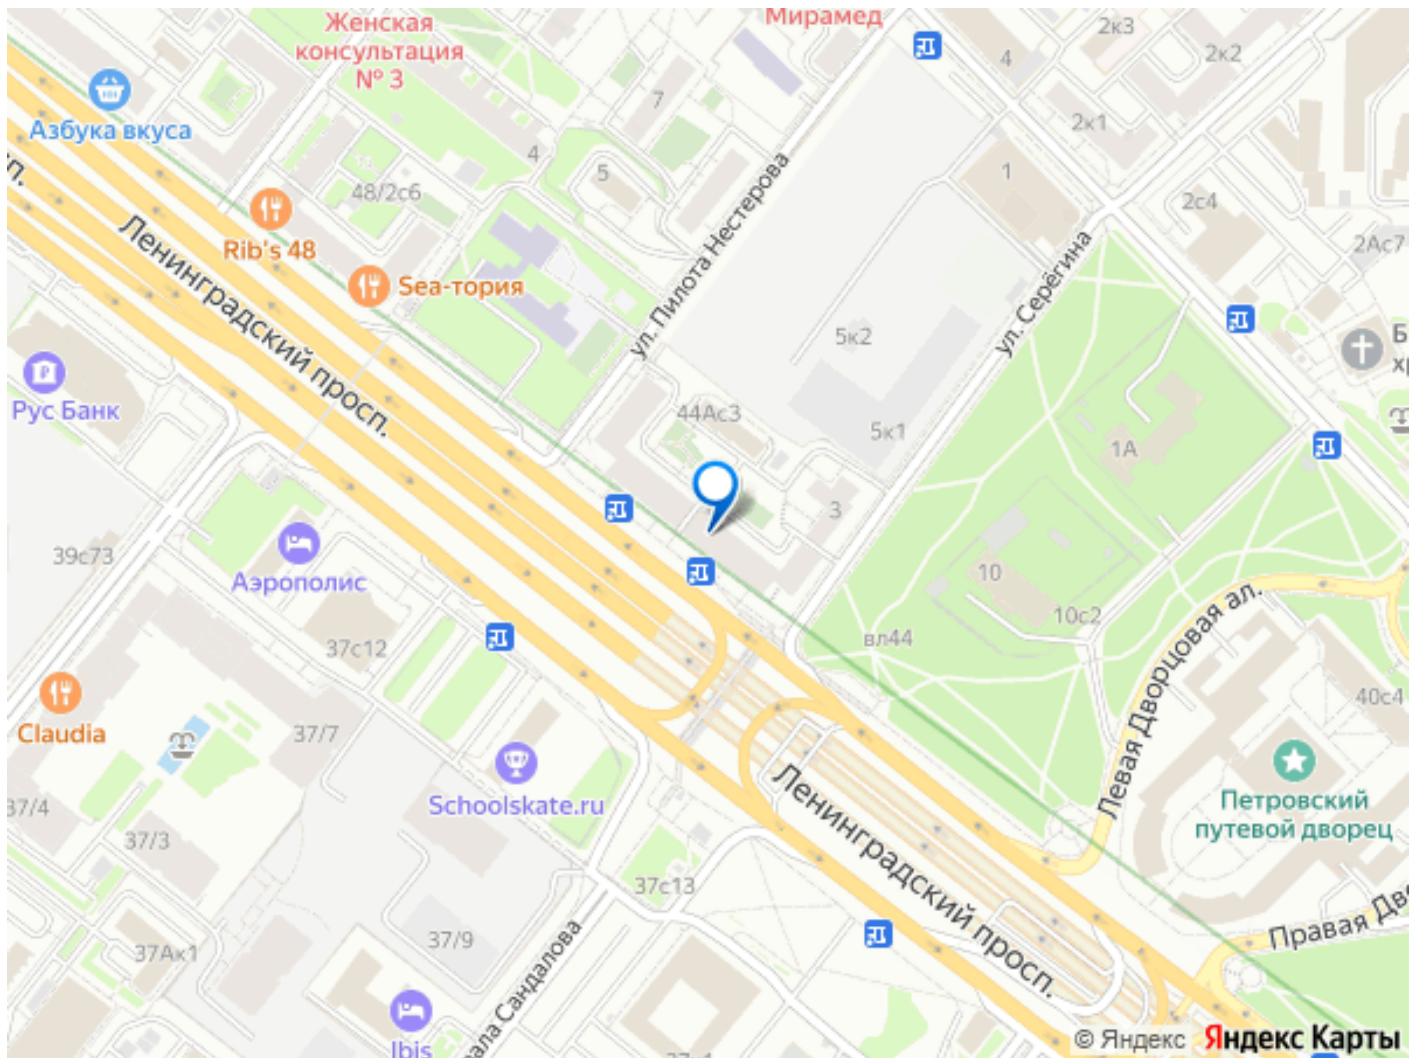 Женская
консультация
№ 3
Мирамед
2к3
2к2
4
2к1
7
Азбука вкуса
4
5
48/2с6
1
2с4
2Ас7
Rib's 48
Sea-тория
Ленинградский просп.
ул. Пилота Нестерова
ул. Серёгина
5к2
Рус Банк
44Ас3
5к1
1А
3
39с73
Аэрополис
10
10с2
37с12
вл44
Левая Дворцовая ал.
40с4
Claudia
37/7
Schoolskate.ru
37/4
37/3
Петровский
путевой дворец
Ленинградский просп.
37с13
37/9
37Ак1
Правая
Ibis
Сандалова
© Яндекс Яндекс Карты